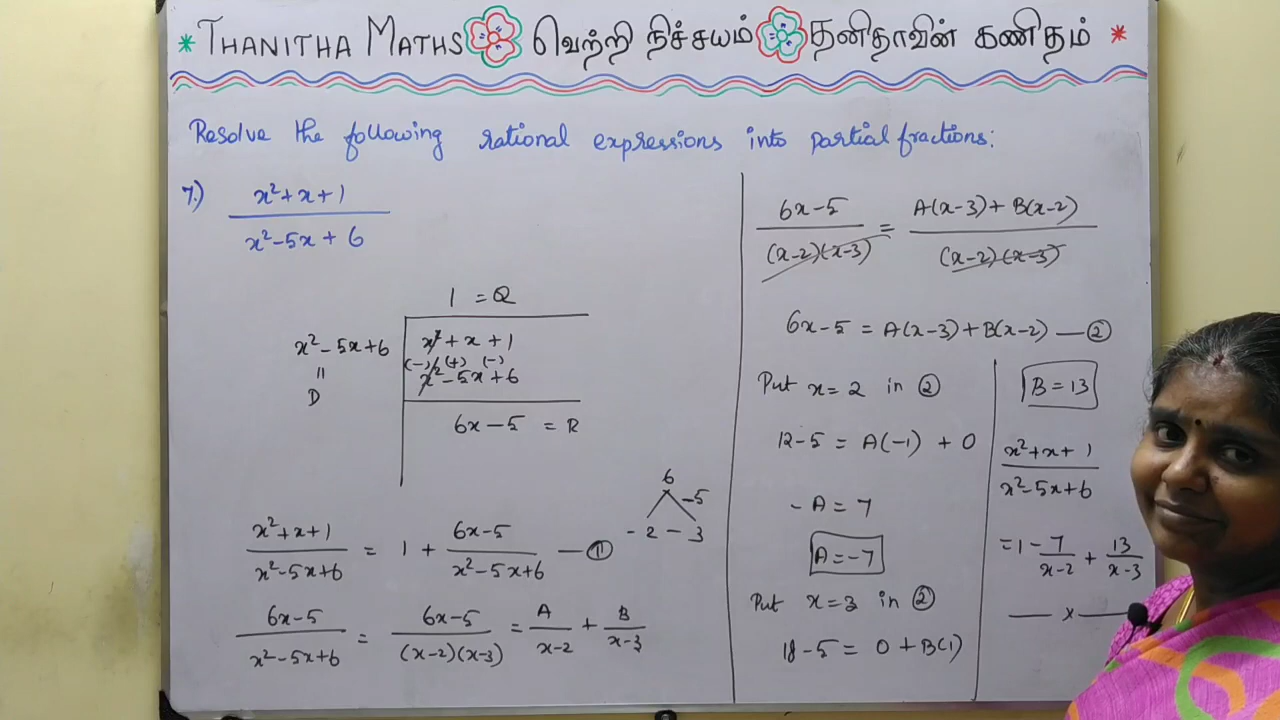 * THANITHA MATHS வெற்றி நிச்சயம் தனிதாவின் கணிதம் *
Resolve the following rational expressions into partial fractions:
7.) x²+x+1
x²-5x+6
1 = Q
x²-5x+6
x²+x+1
(-) (+) (-)
x²-5x+6
"
D
6x-5 = R
6
-5
-2 -3
x²+x+1 / x²-5x+6 = 1 + 6x-5 / x²-5x+6 — ①
6x-5 / x²-5x+6 = 6x-5 / (x-2)(x-3) = A / x-2 + B / x-3
6x-5 / (x-2)(x-3) = A(x-3)+B(x-2) / (x-2)(x-3)
6x-5 = A(x-3)+B(x-2) — ②
Put x=2 in ②
12-5 = A(-1) + 0
-A = 7
A=-7
Put x=3 in ②
18-5 = 0+B(1)
B=13
x²+x+1
x²-5x+6
=1 - 7 / x-2 + 13 / x-3
— x —